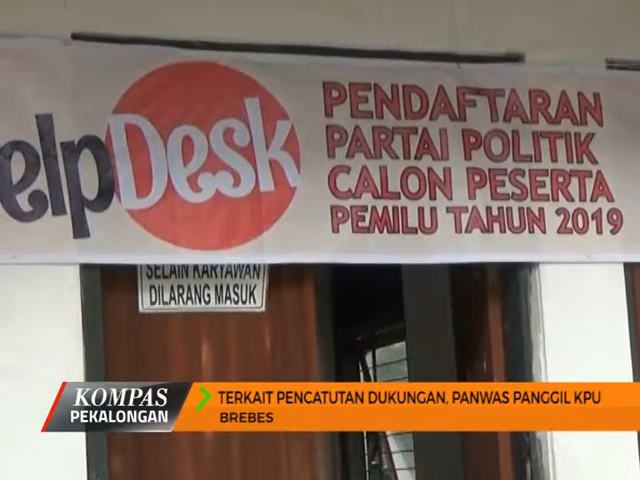 elpDesk
PENDAFTARAN
PARTAI POLITIK
CALON PESERTA
PEMILU TAHUN 2019
SELAIN KARYAWAN
DILARANG MASUK
KOMPAS
PEKALONGAN
TERKAIT PENCATUTAN DUKUNGAN, PANWAS PANGGIL KPU
BREBES